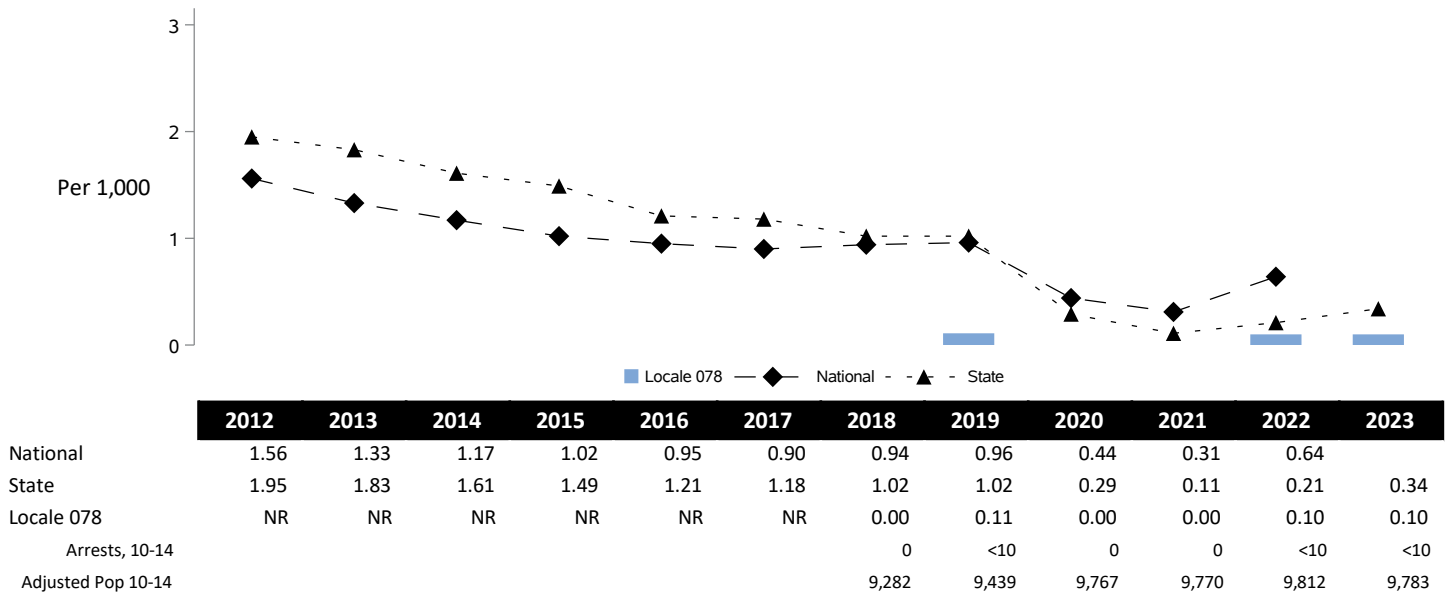 3
2
Per 1,000
1
0
Locale 078 National State
2012 2013 2014 2015 2016 2017 2018 2019 2020 2021 2022 2023
National 1.56 1.33 1.17 1.02 0.95 0.90 0.94 0.96 0.44 0.31 0.64
State 1.95 1.83 1.61 1.49 1.21 1.18 1.02 1.02 0.29 0.11 0.21 0.34
Locale 078 NR NR NR NR NR NR 0.00 0.11 0.00 0.00 0.10 0.10
Arrests, 10-14 0 <10 0 0 <10 <10
Adjusted Pop 10-14 9,282 9,439 9,767 9,770 9,812 9,783